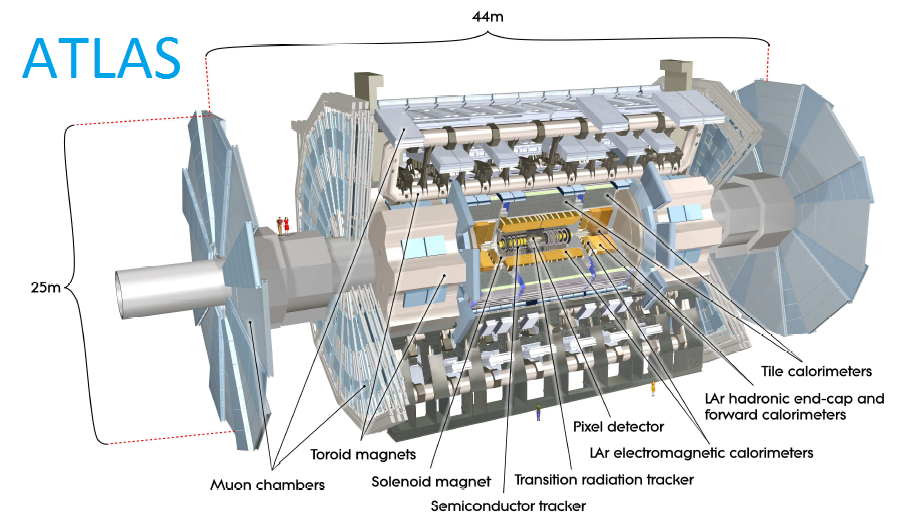 44m
ATLAS
25m
Tile calorimeters
LAr hadronic end-cap and
forward calorimeters
Pixel detector
LAr electromagnetic calorimeters
Toroid magnets
Muon chambers
Solenoid magnet
Transition radiation tracker
Semiconductor tracker